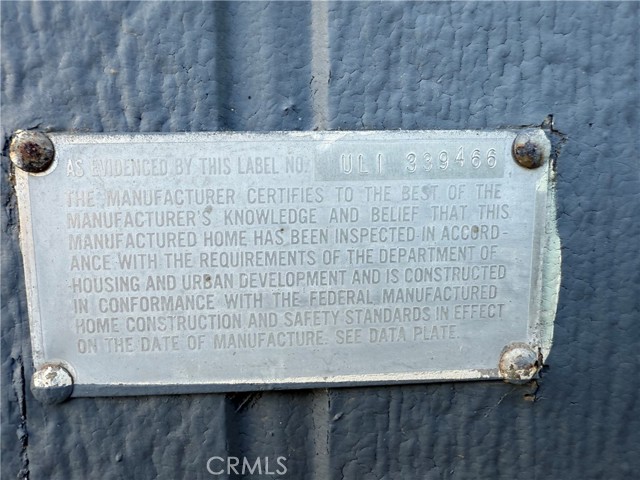 AS EVIDENCED BY THIS LABEL NO. ULI 339466
THE MANUFACTURER CERTIFIES TO THE BEST OF THE
MANUFACTURER'S KNOWLEDGE AND BELIEF THAT THIS
MANUFACTURED HOME HAS BEEN INSPECTED IN ACCORD-
ANCE WITH THE REQUIREMENTS OF THE DEPARTMENT OF
HOUSING AND URBAN DEVELOPMENT AND IS CONSTRUCTED
IN CONFORMANCE WITH THE FEDERAL MANUFACTURED
HOME CONSTRUCTION AND SAFETY STANDARDS IN EFFECT
ON THE DATE OF MANUFACTURE. SEE DATA PLATE.
CRMLS